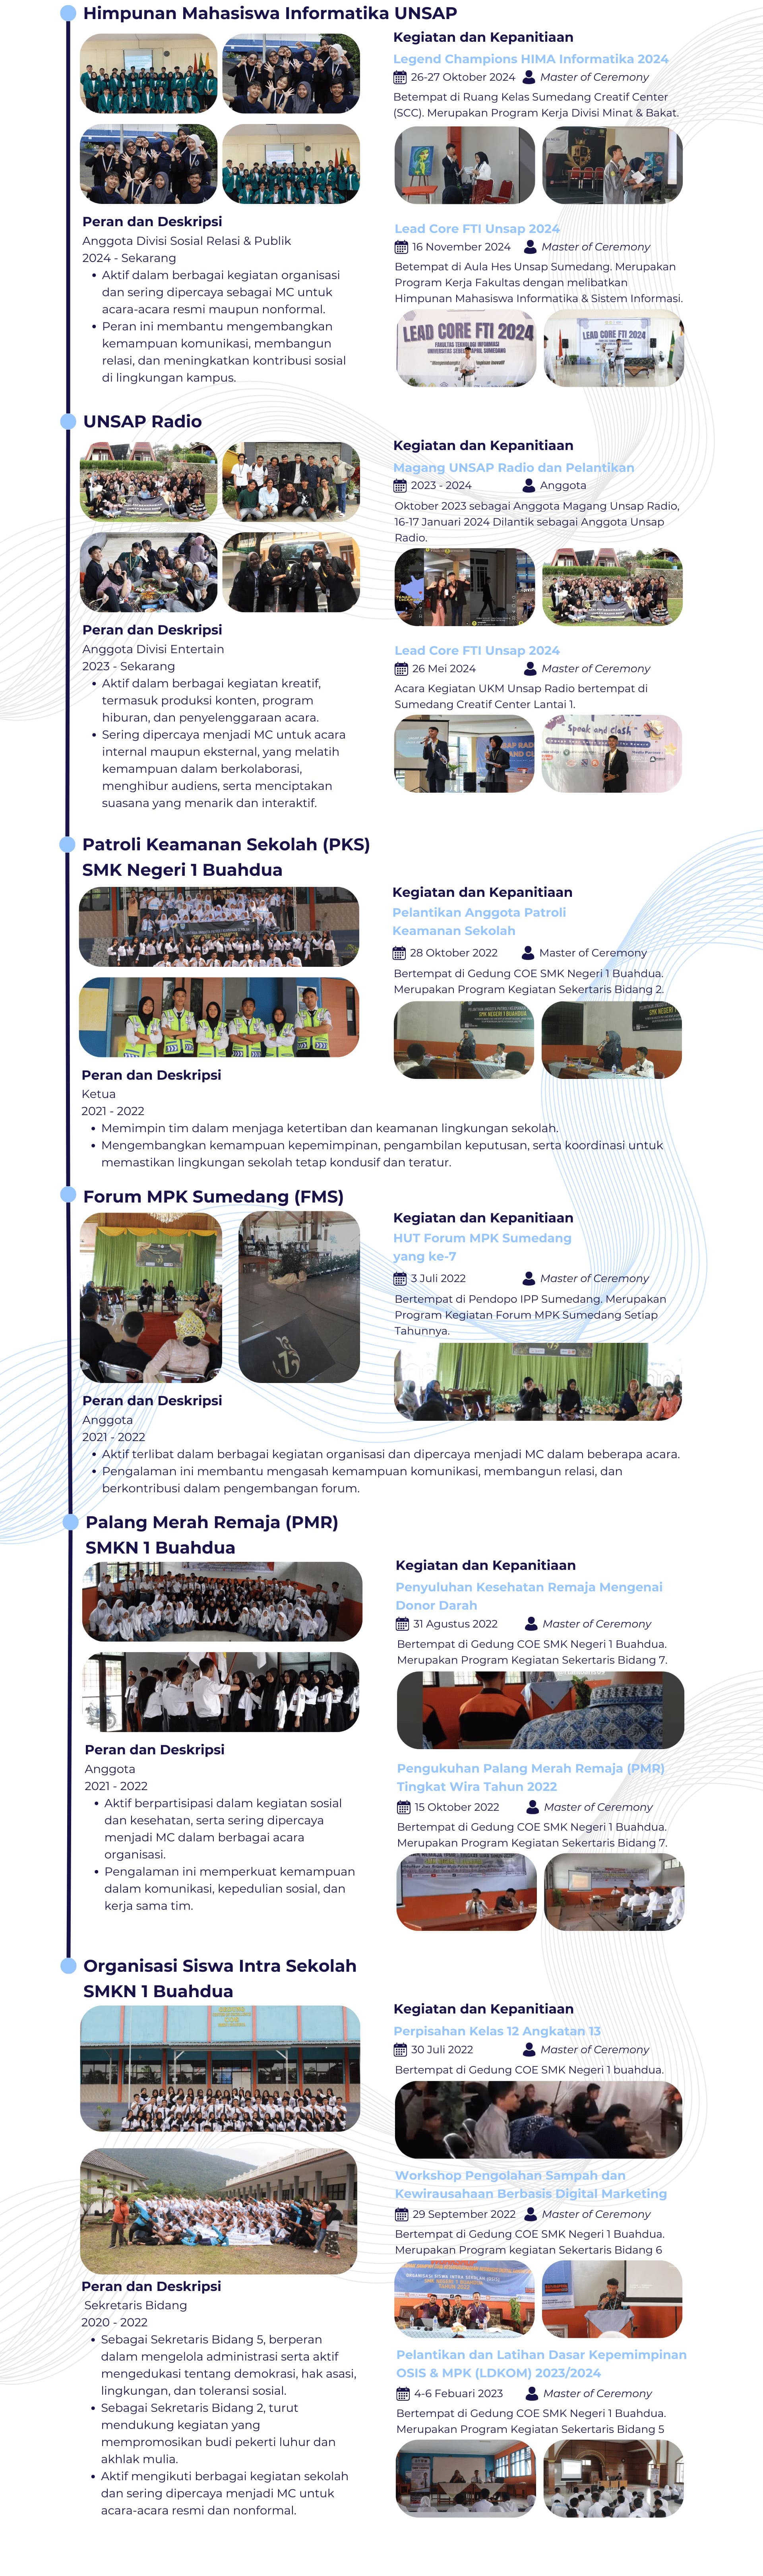 Himpunan Mahasiswa Informatika UNSAP
Peran dan Deskripsi
Anggota Divisi Sosial Relasi & Publik
2024 - Sekarang
Aktif dalam berbagai kegiatan organisasi
dan sering dipercaya sebagai MC untuk
acara-acara resmi maupun nonformal.
Peran ini membantu mengembangkan
kemampuan komunikasi, membangun
relasi, dan meningkatkan kontribusi sosial
di lingkungan kampus.
Kegiatan dan Kepanitiaan
Legend Champions HIMA Informatika 2024
26-27 Oktober 2024 Master of Ceremony
Betempat di Ruang Kelas Sumedang Creatif Center
(SCC). Merupakan Program Kerja Divisi Minat & Bakat.
Lead Core FTI Unsap 2024
16 November 2024 Master of Ceremony
Betempat di Aula Hes Unsap Sumedang. Merupakan
Program Kerja Fakultas dengan melibatkan
Himpunan Mahasiswa Informatika & Sistem Informasi.
LEAD CORE FTI 2024
FAKULTAS TEKNOLOGI INFORMASI
LEAD CORE FTI 2024
UNSAP Radio
Peran dan Deskripsi
Anggota Divisi Entertain
2023 - Sekarang
Aktif dalam berbagai kegiatan kreatif,
termasuk produksi konten, program
hiburan, dan penyelenggaraan acara.
Sering dipercaya menjadi MC untuk acara
internal maupun eksternal, yang melatih
kemampuan dalam berkolaborasi,
menghibur audiens, serta menciptakan
suasana yang menarik dan interaktif.
Kegiatan dan Kepanitiaan
Magang UNSAP Radio dan Pelantikan
2023 - 2024 Anggota
Oktober 2023 sebagai Anggota Magang Unsap Radio,
16-17 Januari 2024 Dilantik sebagai Anggota Unsap
Radio.
Lead Core FTI Unsap 2024
26 Mei 2024 Master of Ceremony
Acara Kegiatan UKM Unsap Radio bertempat di
Sumedang Creatif Center Lantai 1.
Speak and Clash
Patroli Keamanan Sekolah (PKS)
SMK Negeri 1 Buahdua
Peran dan Deskripsi
Ketua
2021 - 2022
Memimpin tim dalam menjaga ketertiban dan keamanan lingkungan sekolah.
Mengembangkan kemampuan kepemimpinan, pengambilan keputusan, serta koordinasi untuk
memastikan lingkungan sekolah tetap kondusif dan teratur.
Kegiatan dan Kepanitiaan
Pelantikan Anggota Patroli
Keamanan Sekolah
28 Oktober 2022 Master of Ceremony
Bertempat di Gedung COE SMK Negeri 1 Buahdua.
Merupakan Program Kegiatan Sekertaris Bidang 2.
SMK NEGERI 1 BUAHDUA
Forum MPK Sumedang (FMS)
Peran dan Deskripsi
Anggota
2021 - 2022
Aktif terlibat dalam berbagai kegiatan organisasi dan dipercaya menjadi MC dalam beberapa acara.
Pengalaman ini membantu mengasah kemampuan komunikasi, membangun relasi, dan
berkontribusi dalam pengembangan forum.
Kegiatan dan Kepanitiaan
HUT Forum MPK Sumedang
yang ke-7
3 Juli 2022 Master of Ceremony
Bertempat di Pendopo IPP Sumedang. Merupakan
Program Kegiatan Forum MPK Sumedang Setiap
Tahunnya.
Palang Merah Remaja (PMR)
SMKN 1 Buahdua
Peran dan Deskripsi
Anggota
2021 - 2022
Aktif berpartisipasi dalam kegiatan sosial
dan kesehatan, serta sering dipercaya
menjadi MC dalam berbagai acara
organisasi.
Pengalaman ini memperkuat kemampuan
dalam komunikasi, kepedulian sosial, dan
kerja sama tim.
Kegiatan dan Kepanitiaan
Penyuluhan Kesehatan Remaja Mengenai
Donor Darah
31 Agustus 2022 Master of Ceremony
Bertempat di Gedung COE SMK Negeri 1 Buahdua.
Merupakan Program Kegiatan Sekertaris Bidang 7.
Pengukuhan Palang Merah Remaja (PMR)
Tingkat Wira Tahun 2022
15 Oktober 2022 Master of Ceremony
Bertempat di Gedung COE SMK Negeri 1 Buahdua.
Merupakan Program Kegiatan Sekertaris Bidang 7.
Organisasi Siswa Intra Sekolah
SMKN 1 Buahdua
Peran dan Deskripsi
Sekretaris Bidang
2020 - 2022
Sebagai Sekretaris Bidang 5, berperan
dalam mengelola administrasi serta aktif
mengedukasi tentang demokrasi, hak asasi,
lingkungan, dan toleransi sosial.
Sebagai Sekretaris Bidang 2, turut
mendukung kegiatan yang
mempromosikan budi pekerti luhur dan
akhlak mulia.
Aktif mengikuti berbagai kegiatan sekolah
dan sering dipercaya menjadi MC untuk
acara-acara resmi dan nonformal.
Kegiatan dan Kepanitiaan
Perpisahan Kelas 12 Angkatan 13
30 Juli 2022 Master of Ceremony
Bertempat di Gedung COE SMK Negeri 1 buahdua.
Workshop Pengolahan Sampah dan
Kewirausahaan Berbasis Digital Marketing
29 September 2022 Master of Ceremony
Bertempat di Gedung COE SMK Negeri 1 Buahdua.
Merupakan Program kegiatan Sekertaris Bidang 6
Pelantikan dan Latihan Dasar Kepemimpinan
OSIS & MPK (LDKOM) 2023/2024
4-6 Febuari 2023 Master of Ceremony
Bertempat di Gedung COE SMK Negeri 1 Buahdua.
Merupakan Program Kegiatan Sekertaris Bidang 5